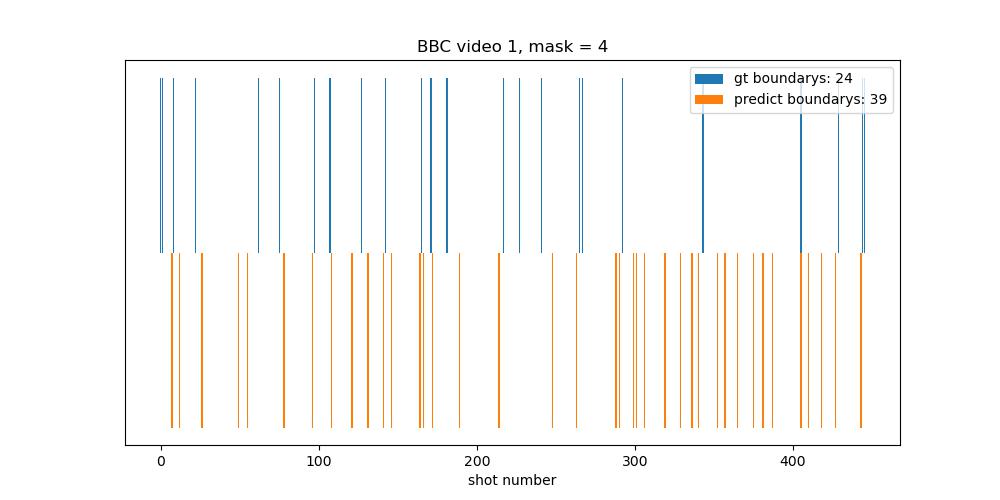 BBC video 1, mask = 4
gt boundarys: 24
predict boundarys: 39
0 100 200 300 400
shot number